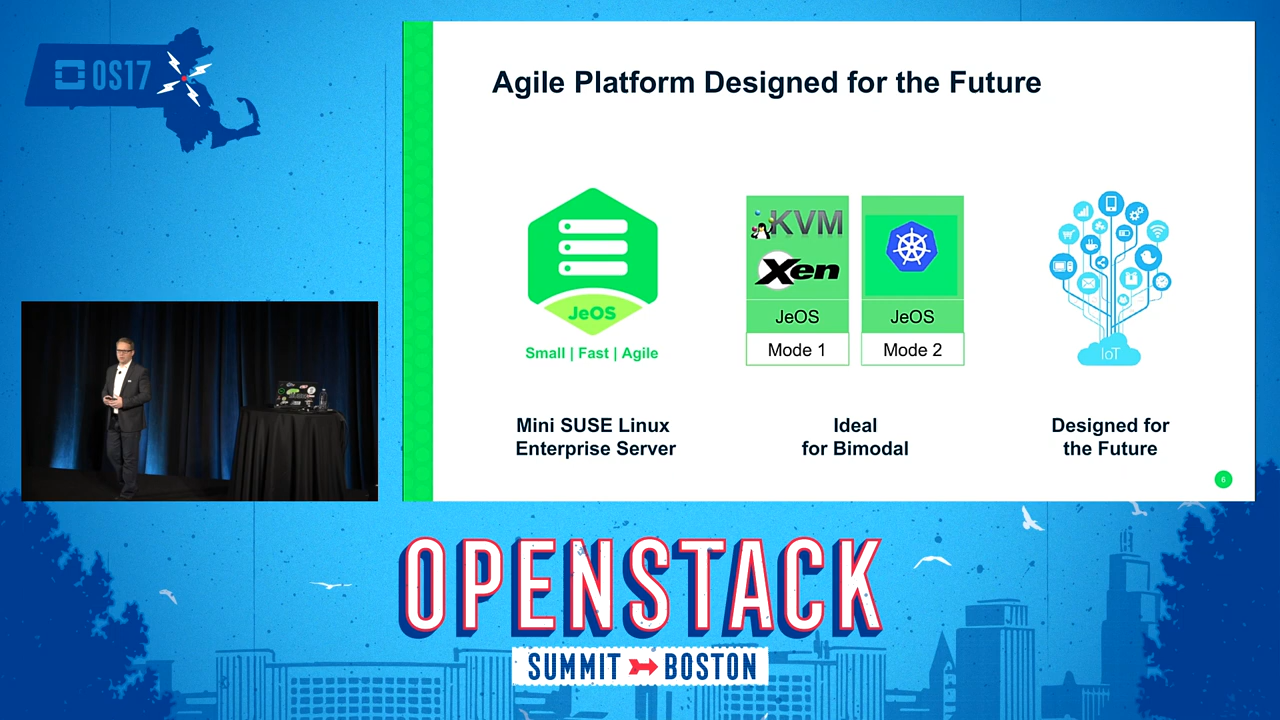 OS17
Agile Platform Designed for the Future
JeOS
Small | Fast | Agile
KVM
Xen
JeOS
JeOS
Mode 1
Mode 2
IoT
Mini SUSE Linux
Enterprise Server
Ideal
for Bimodal
Designed for
the Future
6
OPENSTACK
SUMMIT BOSTON